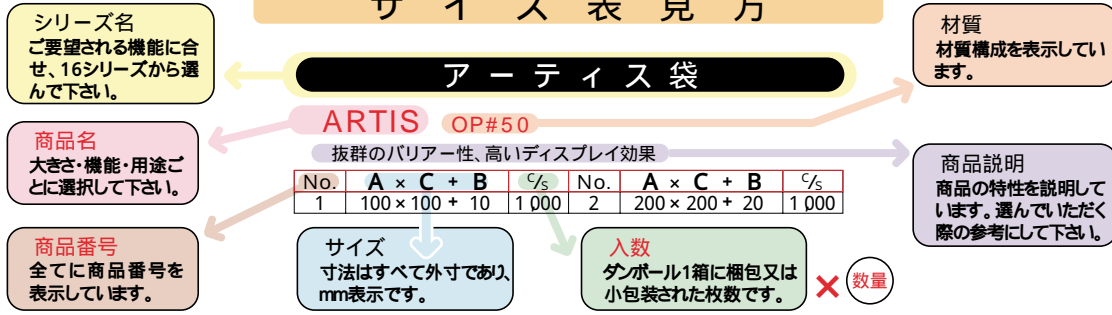 サイズ表見方
シリーズ名
ご要望される機能に合
せ、16シリーズから選
んで下さい。
アーティス袋
材質
材質構成を表示してい
ます。
商品名
大きさ・機能・用途ご
とに選択して下さい。
ARTIS OP#50
抜群のバリアー性、高いディスプレイ効果
No. A × C + B C/S No. A × C + B C/S
1 100×100+ 10 1,000 2 200×200+ 20 1,000
商品説明
商品の特性を説明して
います。選んでいただく
際の参考にして下さい。
商品番号
全てに商品番号を
表示しています。
サイズ
寸法はすべて外寸であり、
mm表示です。
入数
ダンボール1箱に梱包又は
小包装された枚数です。
× 数量